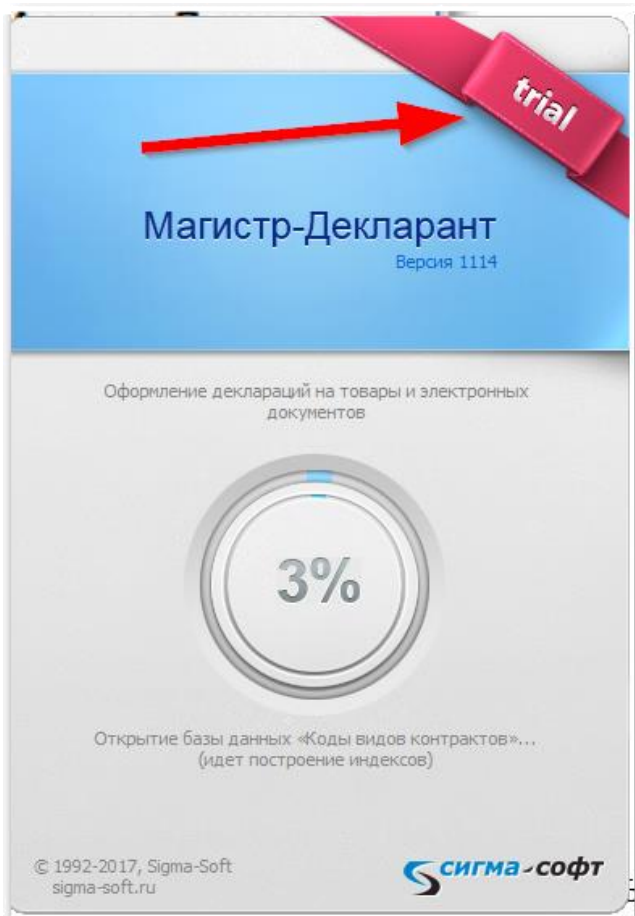 trial
Магистр-Декларант
Версия 1114
Оформление деклараций на товары и электронных
документов
3%
Открытие базы данных «Коды видов контрактов»...
(идет построение индексов)
© 1992-2017, Sigma-Soft
sigma-soft.ru
сигма-софт